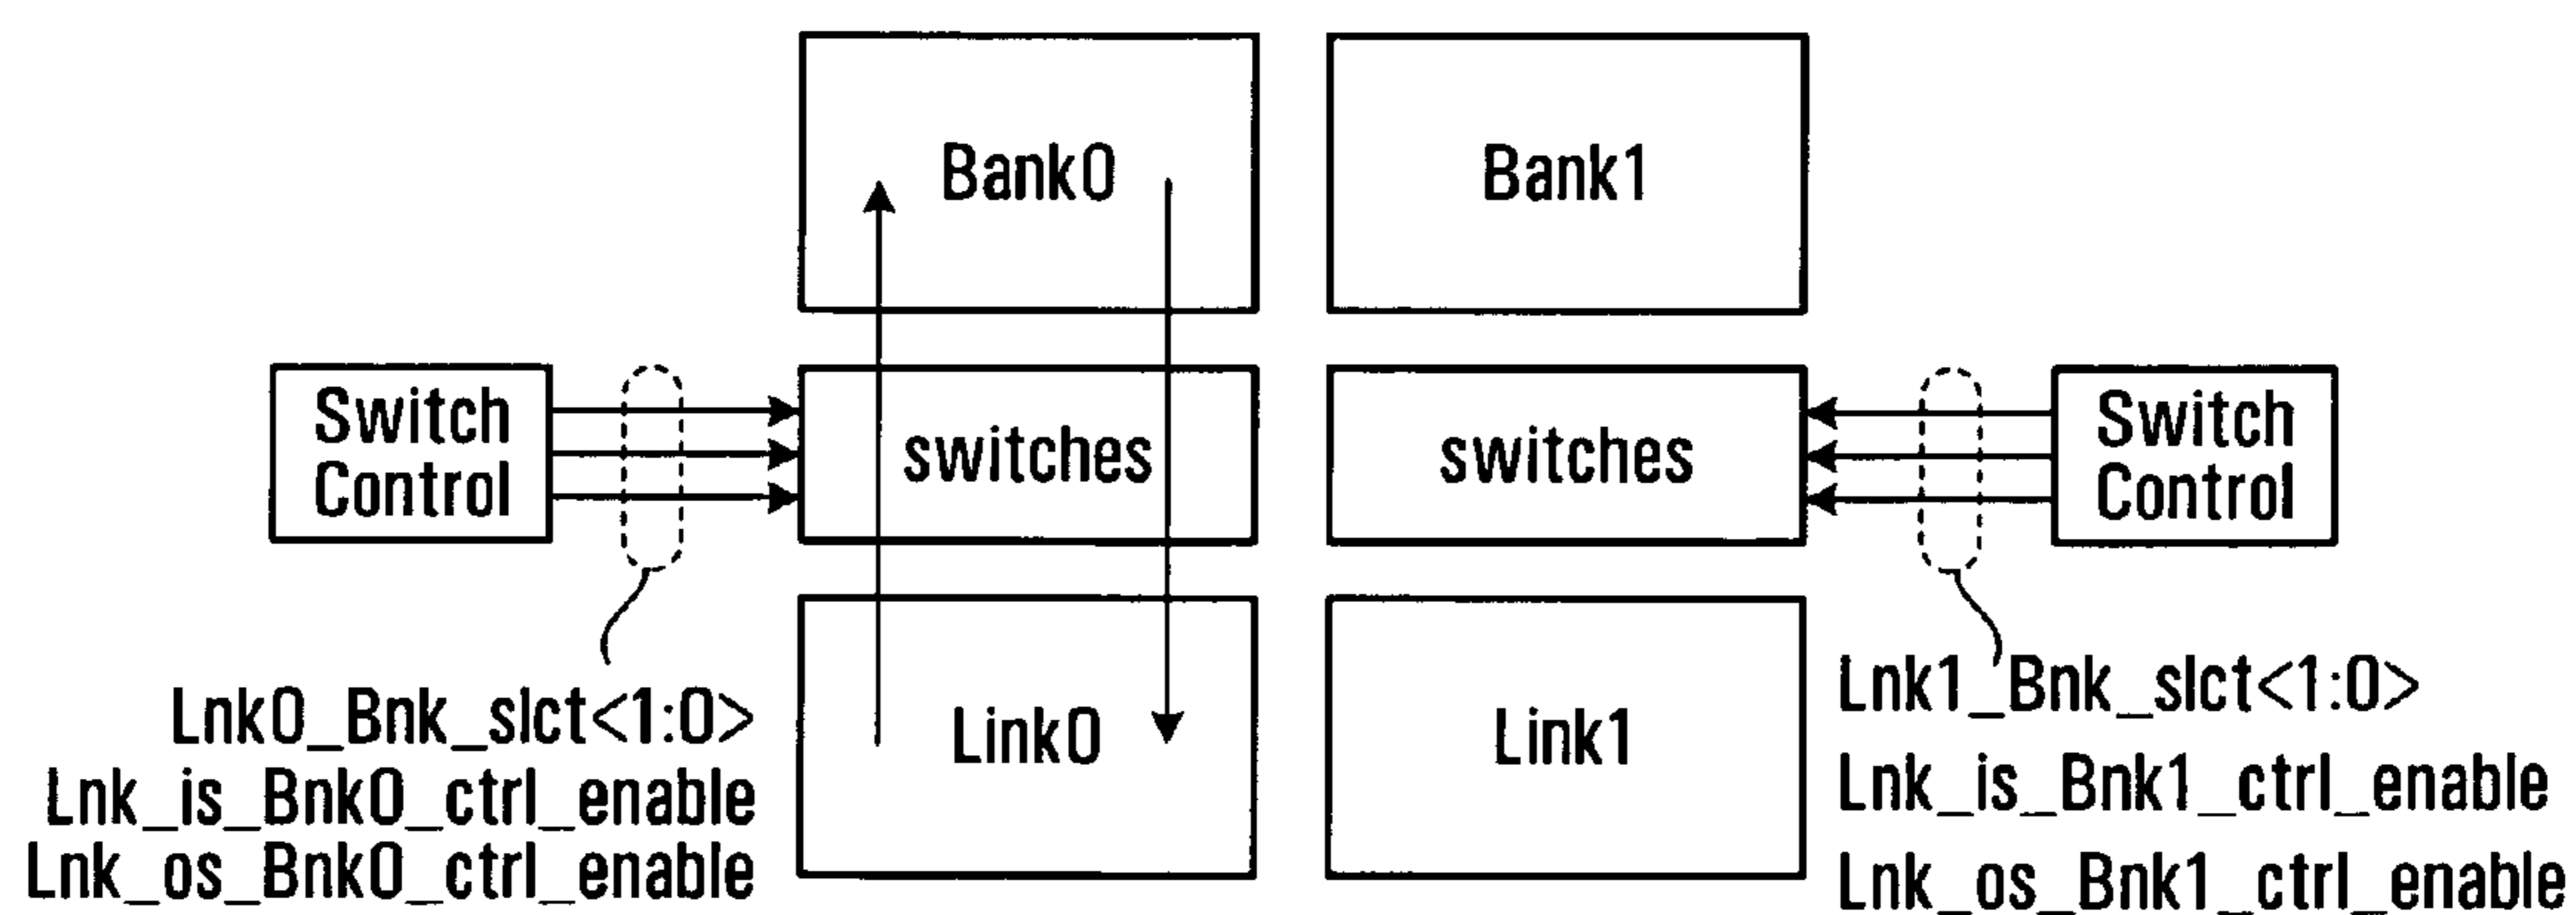 Bank0
Bank1
Switch
Control
switches
switches
Switch
Control
Lnk0_Bnk_slct<1:0>
Lnk_is_Bnk0_ctrl_enable
Lnk_os_Bnk0_ctrl_enable
Link0
Link1
Lnk1_Bnk_slct<1:0>
Lnk_is_Bnk1_ctrl_enable
Lnk_os_Bnk1_ctrl_enable